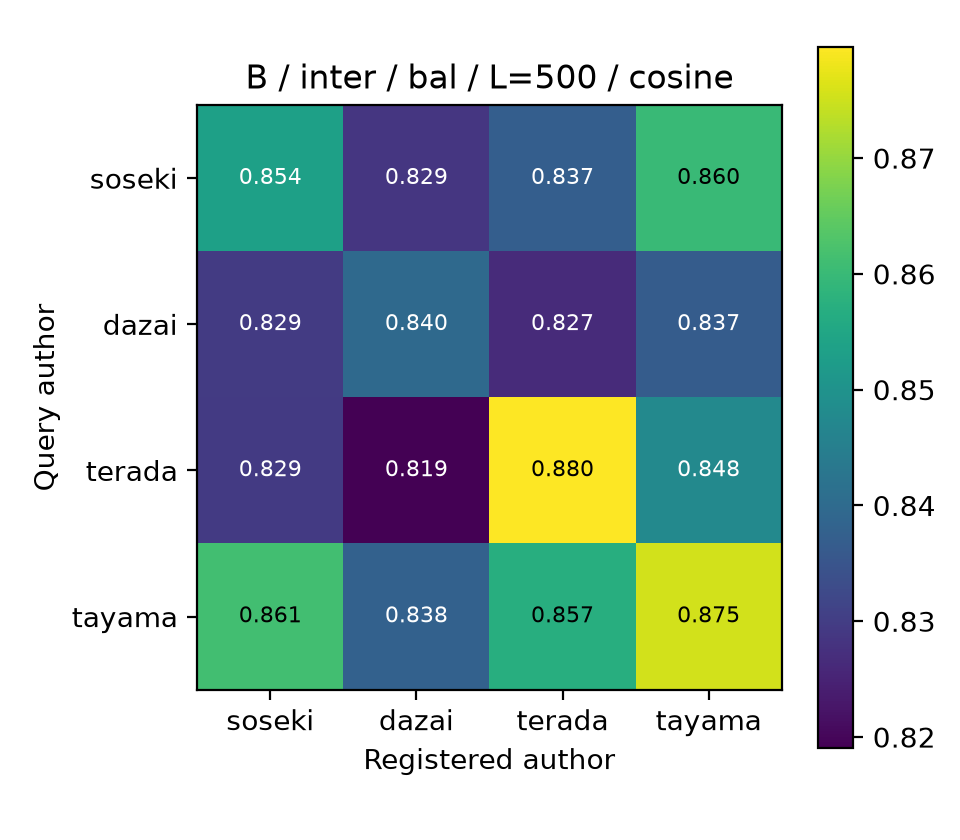 B / inter / bal / L=500 / cosine
Query author
soseki 0.854 0.829 0.837 0.860
dazai 0.829 0.840 0.827 0.837
terada 0.829 0.819 0.880 0.848
tayama 0.861 0.838 0.857 0.875
soseki dazai terada tayama
Registered author
0.87
0.86
0.85
0.84
0.83
0.82